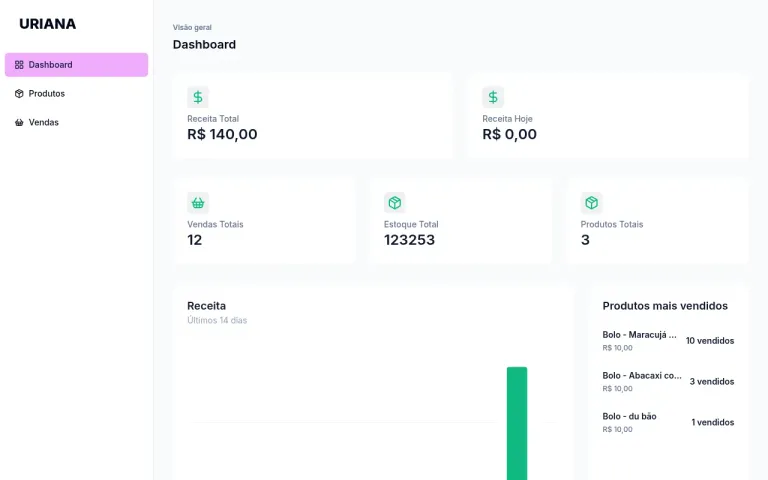 URIANA
Dashboard
Produtos
Vendas
Visão geral
Dashboard
Receita Total
R$ 140,00
Receita Hoje
R$ 0,00
Vendas Totais
12
Estoque Total
123253
Produtos Totais
3
Receita
Últimos 14 dias
Produtos mais vendidos
Bolo - Maracujá ...
R$ 10,00
10 vendidos
Bolo - Abacaxi co...
R$ 10,00
3 vendidos
Bolo - du bão
R$ 10,00
1 vendidos